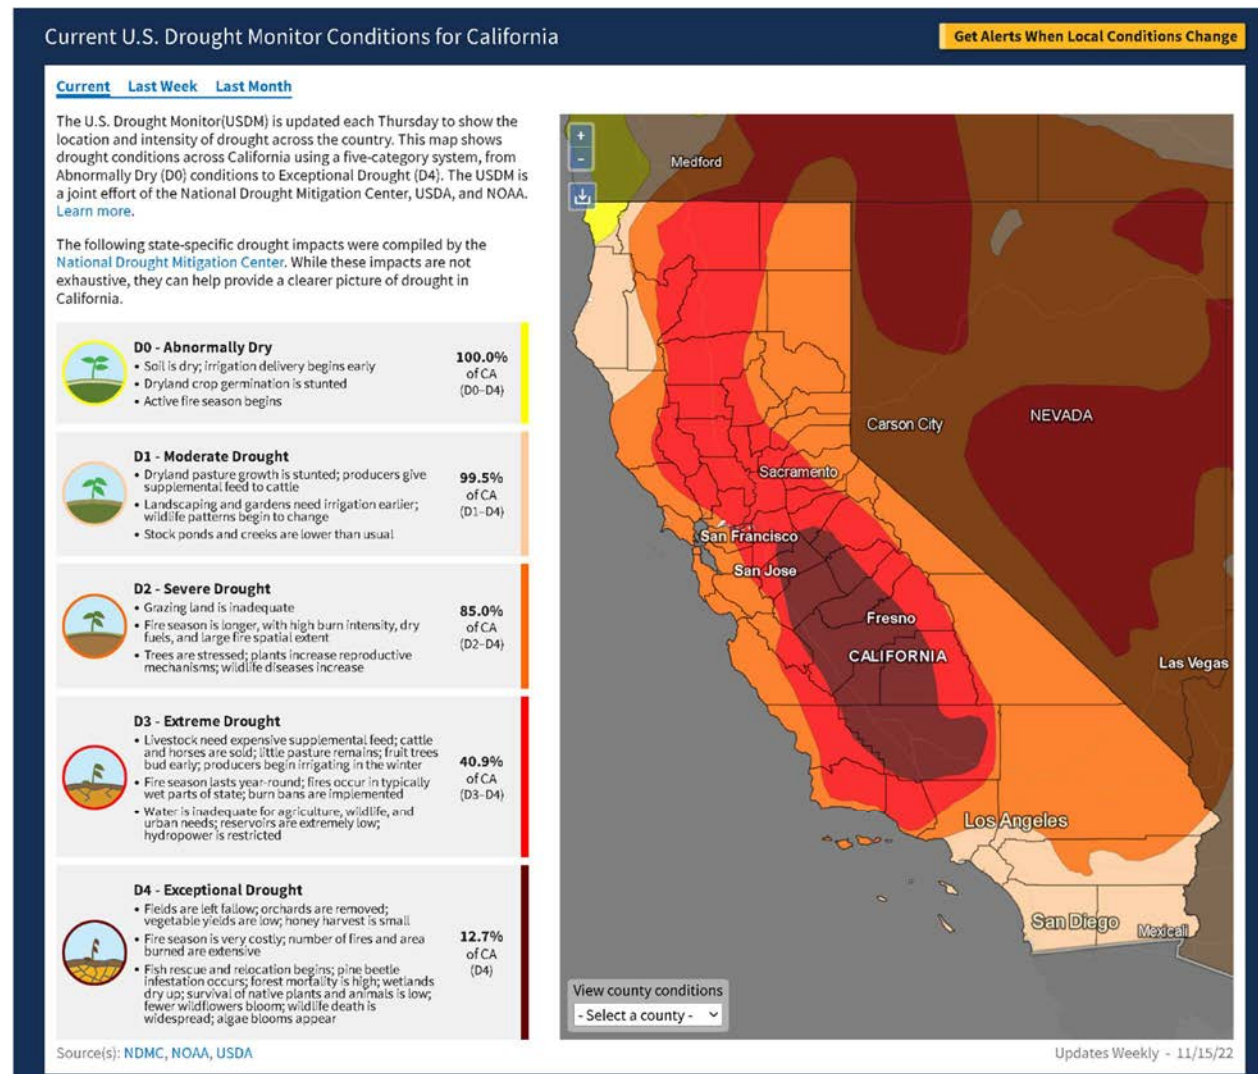 Current U.S. Drought Monitor Conditions for California
Get Alerts When Local Conditions Change
Current Last Week Last Month
The U.S. Drought Monitor(USDM) is updated each Thursday to show the
location and intensity of drought across the country. This map shows
drought conditions across California using a five-category system, from
Abnormally Dry (D0) conditions to Exceptional Drought (D4). The USDM is
a joint effort of the National Drought Mitigation Center, USDA, and NOAA.
Learn more.
The following state-specific drought impacts were compiled by the
National Drought Mitigation Center. While these impacts are not
exhaustive, they can help provide a clearer picture of drought in
California.
D0 - Abnormally Dry
• Soil is dry; irrigation delivery begins early
• Dryland crop germination is stunted
• Active fire season begins
100.0%
of CA
(D0–D4)
D1 - Moderate Drought
• Dryland pasture growth is stunted; producers give
supplemental feed to cattle
• Landscaping and gardens need irrigation earlier;
wildlife patterns begin to change
• Stock ponds and creeks are lower than usual
99.5%
of CA
(D1–D4)
D2 - Severe Drought
• Grazing land is inadequate
• Fire season is longer, with high burn intensity, dry
fuels, and large fire spatial extent
• Trees are stressed; plants increase reproductive
mechanisms; wildlife diseases increase
85.0%
of CA
(D2–D4)
D3 - Extreme Drought
• Livestock need expensive supplemental feed; cattle
and horses are sold; little pasture remains; fruit trees
bud early; producers begin irrigating in the winter
• Fire season lasts year-round; fires occur in typically
wet parts of state; burn bans are implemented
• Water is inadequate for agriculture, wildlife, and
urban needs; reservoirs are extremely low;
hydropower is restricted
40.9%
of CA
(D3–D4)
D4 - Exceptional Drought
• Fields are left fallow; orchards are removed;
vegetable yields are low; honey harvest is small
• Fire season is very costly; number of fires and area
burned are extensive
• Fish rescue and relocation begins; pine beetle
infestation occurs; forest mortality is high; wetlands
dry up; survival of native plants and animals is low;
fewer wildflowers bloom; wildlife death is
widespread; algae blooms appear
12.7%
of CA
(D4)
Source(s): NDMC, NOAA, USDA
+
-
Medford
Carson City
NEVADA
Sacramento
San Francisco
San Jose
Fresno
CALIFORNIA
Las Vegas
Los Angeles
San Diego
Mexicali
View county conditions
- Select a county -
Updates Weekly - 11/15/22